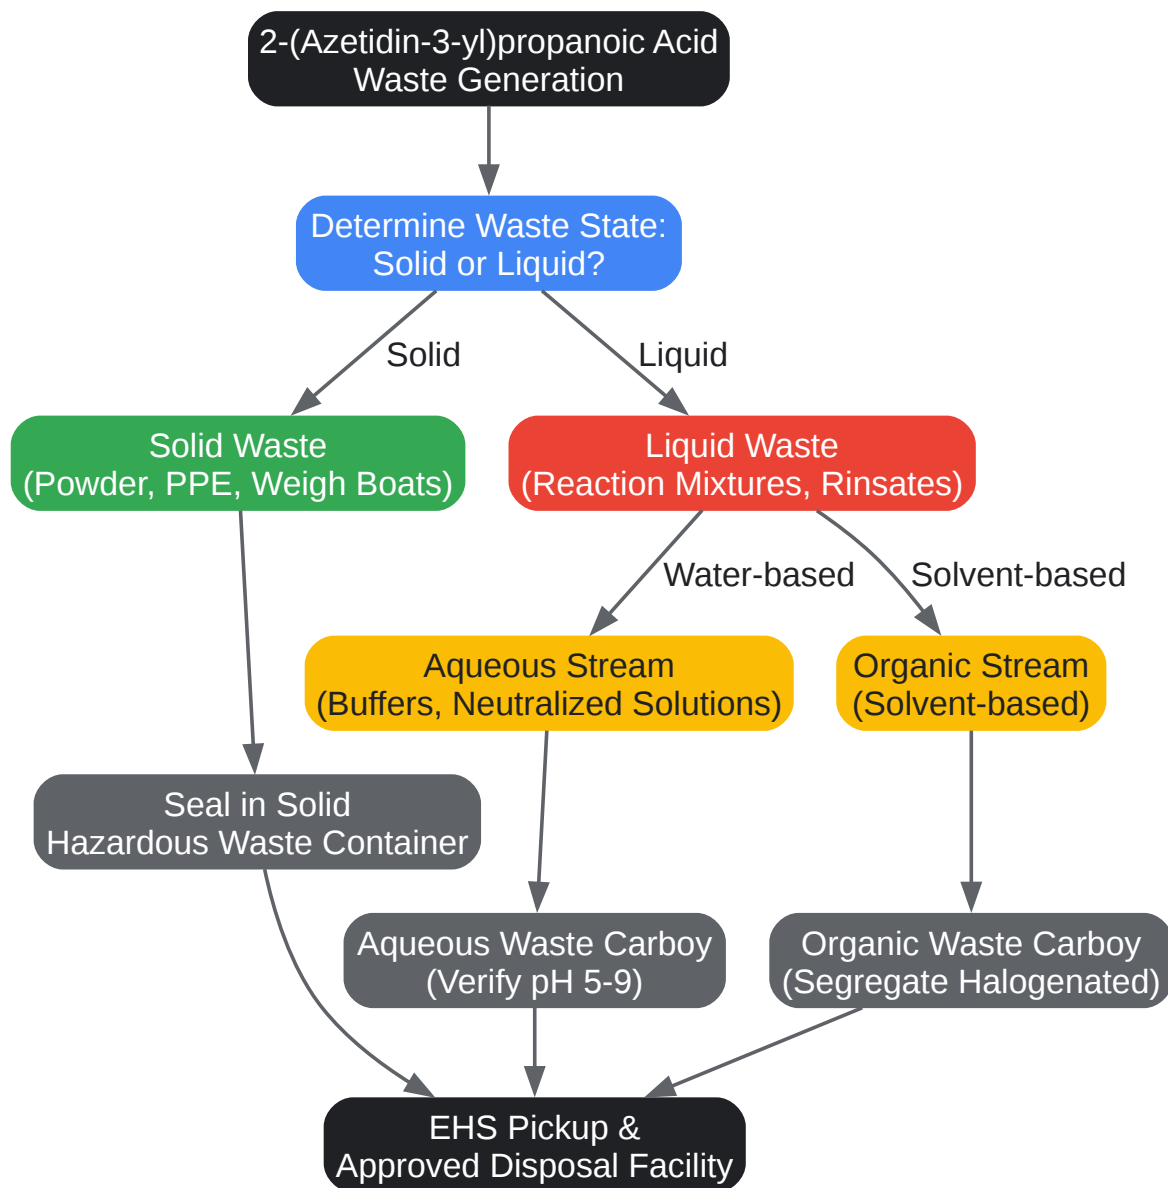 2-(Azetidin-3-yl)propanoic Acid
Waste Generation
Determine Waste State:
Solid or Liquid?
Solid
Liquid
Solid Waste
(Powder, PPE, Weigh Boats)
Liquid Waste
(Reaction Mixtures, Rinsates)
Water-based
Solvent-based
Aqueous Stream
(Buffers, Neutralized Solutions)
Organic Stream
(Solvent-based)
Seal in Solid
Hazardous Waste Container
Aqueous Waste Carboy
(Verify pH 5-9)
Organic Waste Carboy
(Segregate Halogenated)
EHS Pickup &
Approved Disposal Facility